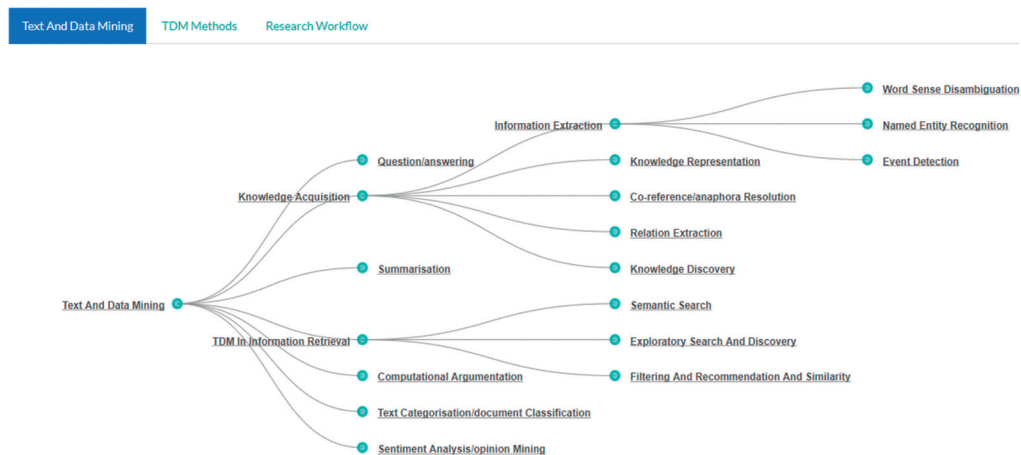 Text And Data Mining TDM Methods Research Workflow
Word Sense Disambiguation
Information Extraction Named Entity Recognition
Question/answering Knowledge Representation Event Detection
Knowledge Acquisition Co-reference/anaphora Resolution
Relation Extraction
Summarisation Knowledge Discovery
Text And Data Mining Semantic Search
TDM In Information Retrieval Exploratory Search And Discovery
Computational Argumentation Filtering And Recommendation And Similarity
Text Categorisation/document Classification
Sentiment Analysis/opinion Mining